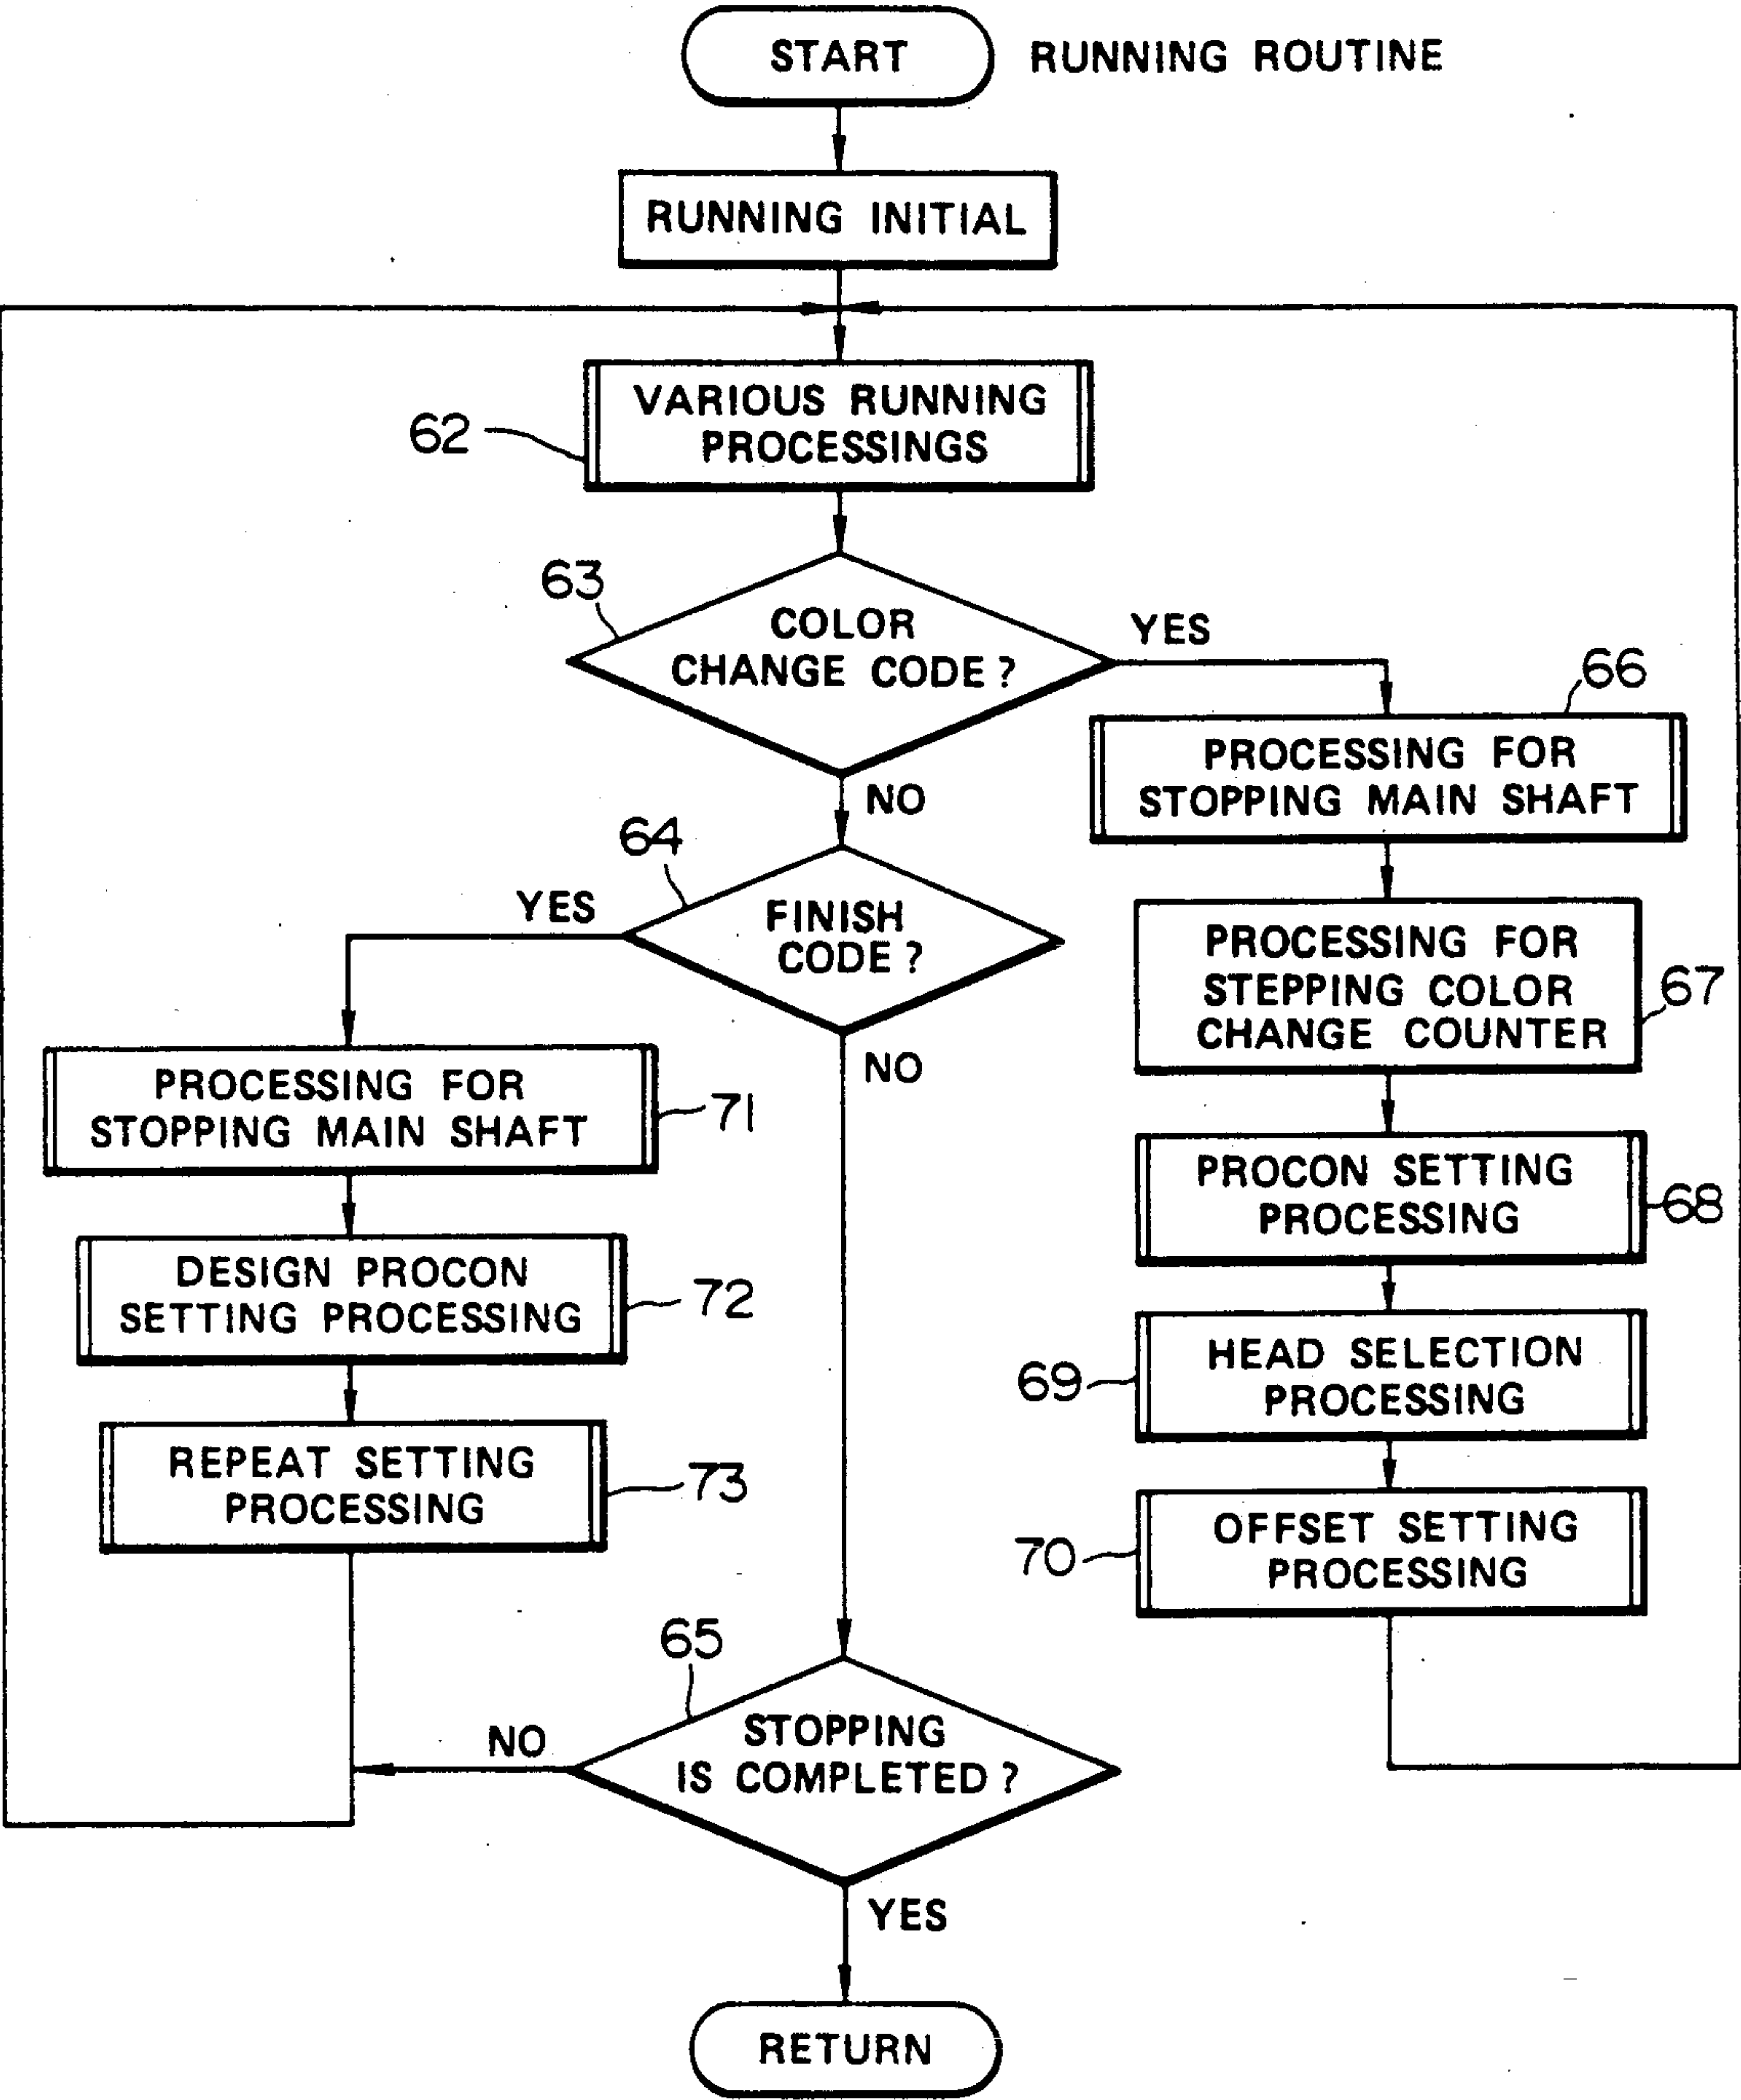 START
RUNNING ROUTINE
RUNNING INITIAL
VARIOUS RUNNING
PROCESSINGS
62
63
COLOR
CHANGE CODE?
YES
NO
66
PROCESSING FOR
STOPPING MAIN SHAFT
64
FINISH
CODE?
YES
NO
PROCESSING FOR
STEPPING COLOR
CHANGE COUNTER
67
PROCESSING FOR
STOPPING MAIN SHAFT
71
PROCON SETTING
PROCESSING
68
DESIGN PROCON
SETTING PROCESSING
72
HEAD SELECTION
PROCESSING
69
REPEAT SETTING
PROCESSING
73
OFFSET SETTING
PROCESSING
70
65
STOPPING
IS COMPLETED?
NO
YES
RETURN